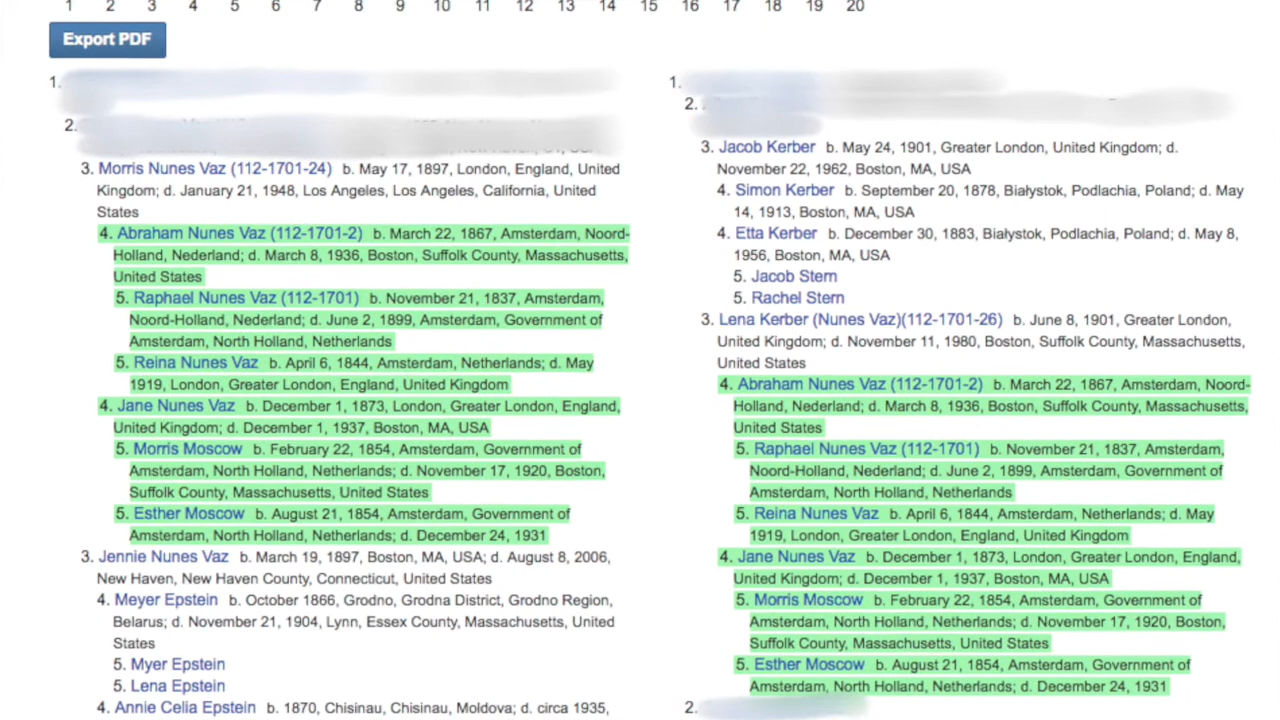 1 2 3 4 5 6 7 8 9 10 11 12 13 14 15 16 17 18 19 20
Export PDF
1.
2.
3. Morris Nunes Vaz (112-1701-24) b. May 17, 1897, London, England, United
Kingdom; d. January 21, 1948, Los Angeles, Los Angeles, California, United
States
4. Abraham Nunes Vaz (112-1701-2) b. March 22, 1867, Amsterdam, Noord-
Holland, Nederland; d. March 8, 1936, Boston, Suffolk County, Massachusetts,
United States
5. Raphael Nunes Vaz (112-1701) b. November 21, 1837, Amsterdam,
Noord-Holland, Nederland; d. June 2, 1899, Amsterdam, Government of
Amsterdam, North Holland, Netherlands
5. Reina Nunes Vaz b. April 6, 1844, Amsterdam, Netherlands; d. May
1919, London, Greater London, England, United Kingdom
4. Jane Nunes Vaz b. December 1, 1873, London, Greater London, England,
United Kingdom; d. December 1, 1937, Boston, MA, USA
5. Morris Moscow b. February 22, 1854, Amsterdam, Government of
Amsterdam, North Holland, Netherlands; d. November 17, 1920, Boston,
Suffolk County, Massachusetts, United States
5. Esther Moscow b. August 21, 1854, Amsterdam, Government of
Amsterdam, North Holland, Netherlands; d. December 24, 1931
3. Jennie Nunes Vaz b. March 19, 1897, Boston, MA, USA; d. August 8, 2006,
New Haven, New Haven County, Connecticut, United States
4. Meyer Epstein b. October 1866, Grodno, Grodna District, Grodno Region,
Belarus; d. November 21, 1904, Lynn, Essex County, Massachusetts, United
States
5. Myer Epstein
5. Lena Epstein
4. Annie Celia Epstein b. 1870, Chisinau, Chisinau, Moldova; d. circa 1935,
1.
2.
3. Jacob Kerber b. May 24, 1901, Greater London, United Kingdom; d.
November 22, 1962, Boston, MA, USA
4. Simon Kerber b. September 20, 1878, Białystok, Podlachia, Poland; d. May
14, 1913, Boston, MA, USA
4. Etta Kerber b. December 30, 1883, Białystok, Podlachia, Poland; d. May 8,
1956, Boston, MA, USA
5. Jacob Stern
5. Rachel Stern
3. Lena Kerber (Nunes Vaz)(112-1701-26) b. June 8, 1901, Greater London,
United Kingdom; d. November 11, 1980, Boston, Suffolk County, Massachusetts,
United States
4. Abraham Nunes Vaz (112-1701-2) b. March 22, 1867, Amsterdam, Noord-
Holland, Nederland; d. March 8, 1936, Boston, Suffolk County, Massachusetts,
United States
5. Raphael Nunes Vaz (112-1701) b. November 21, 1837, Amsterdam,
Noord-Holland, Nederland; d. June 2, 1899, Amsterdam, Government of
Amsterdam, North Holland, Netherlands
5. Reina Nunes Vaz b. April 6, 1844, Amsterdam, Netherlands; d. May
1919, London, Greater London, England, United Kingdom
4. Jane Nunes Vaz b. December 1, 1873, London, Greater London, England,
United Kingdom; d. December 1, 1937, Boston, MA, USA
5. Morris Moscow b. February 22, 1854, Amsterdam, Government of
Amsterdam, North Holland, Netherlands; d. November 17, 1920, Boston,
Suffolk County, Massachusetts, United States
5. Esther Moscow b. August 21, 1854, Amsterdam, Government of
Amsterdam, North Holland, Netherlands; d. December 24, 1931
2.